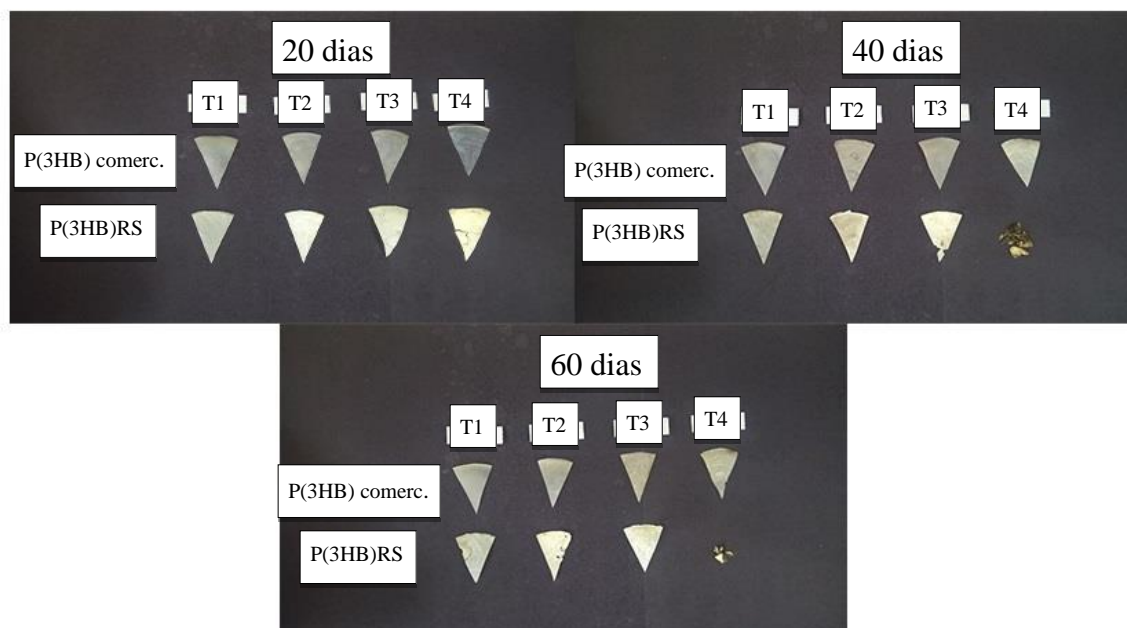 20 dias
T1 T2 T3 T4
P(3HB) comerc.
P(3HB)RS
40 dias
T1 T2 T3 T4
P(3HB) comerc.
P(3HB)RS
60 dias
T1 T2 T3 T4
P(3HB) comerc.
P(3HB)RS